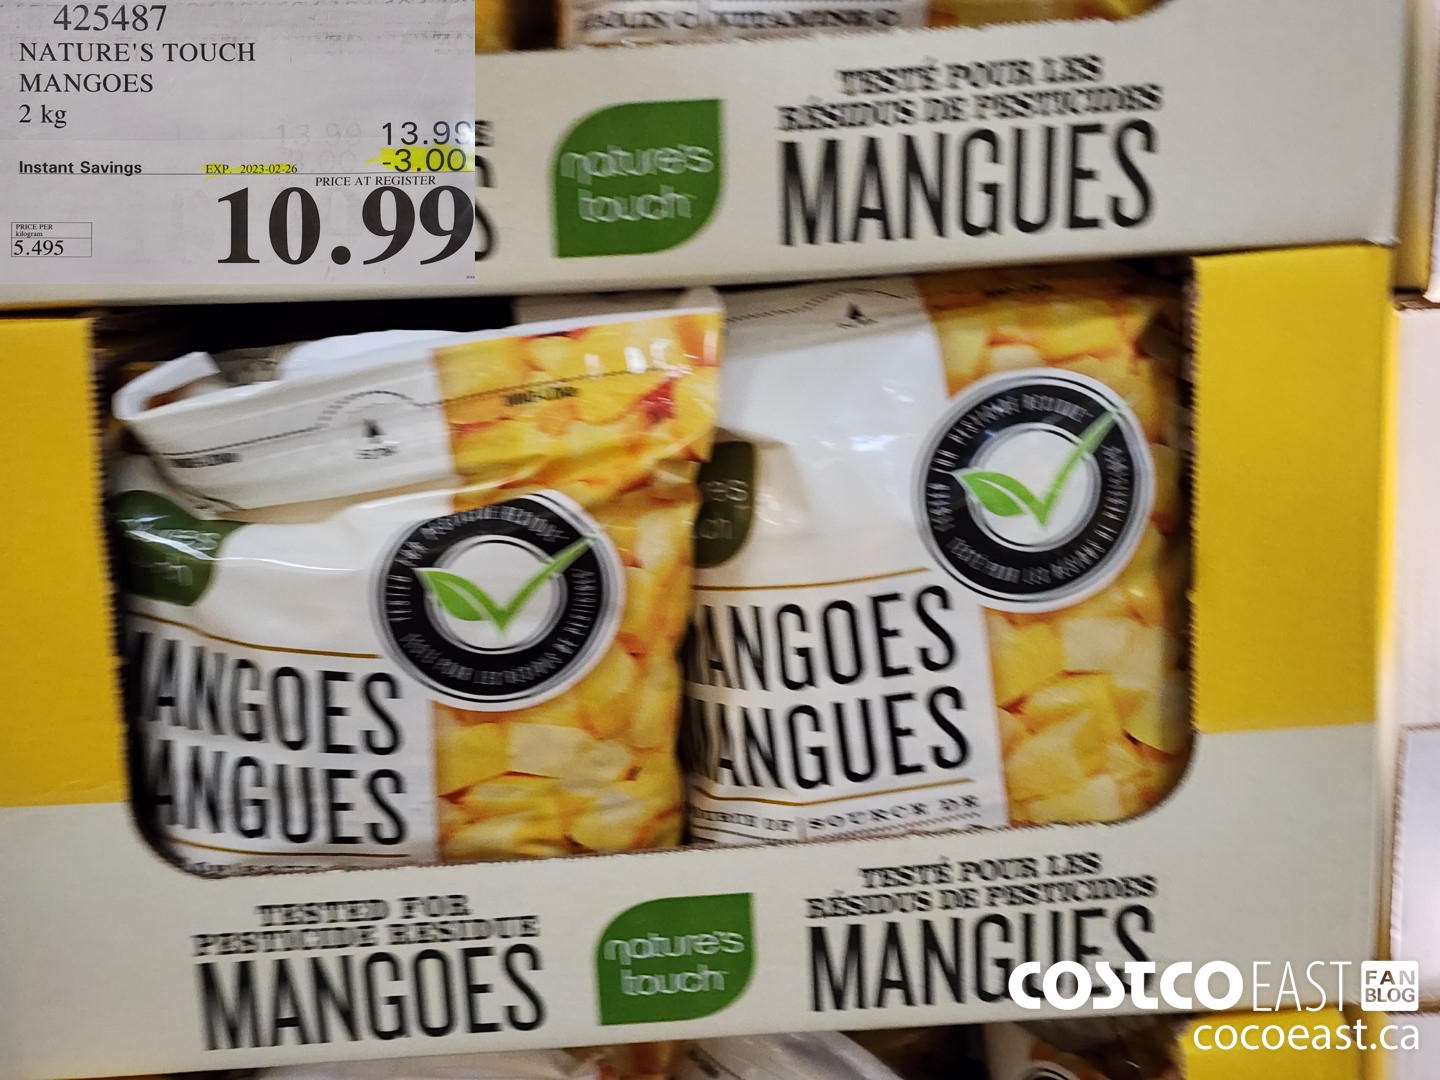 425487
NATURE'S TOUCH
MANGOES
2 kg
13.99
-3.00
Instant Savings
EXP. 2023-02-26
PRICE AT REGISTER
10.99
PRICE PER
kilogram
5.495
VITAMINE C
nature's
touch
TESTÉ POUR LES
RÉSIDUS DE PESTICIDES
MANGUES
MANGOES
MANGUES
MANGOES
MANGUES
SOURCE DE
TESTED FOR
PESTICIDE RESIDUE
MANGOES
nature's
touch
TESTÉ POUR LES
RÉSIDUS DE PESTICIDES
MANGUES
COSTCO EAST FAN BLOG
cocoeast.ca